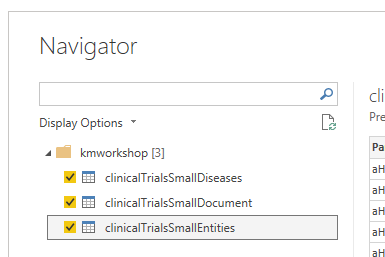 Navigator
cli
Display Options
Pre
kmworkshop [3]
Pa
clinicalTrialsSmallDiseases
aH
clinicalTrialsSmallDocument
aH
aH
clinicalTrialsSmallEntities
aH
aH